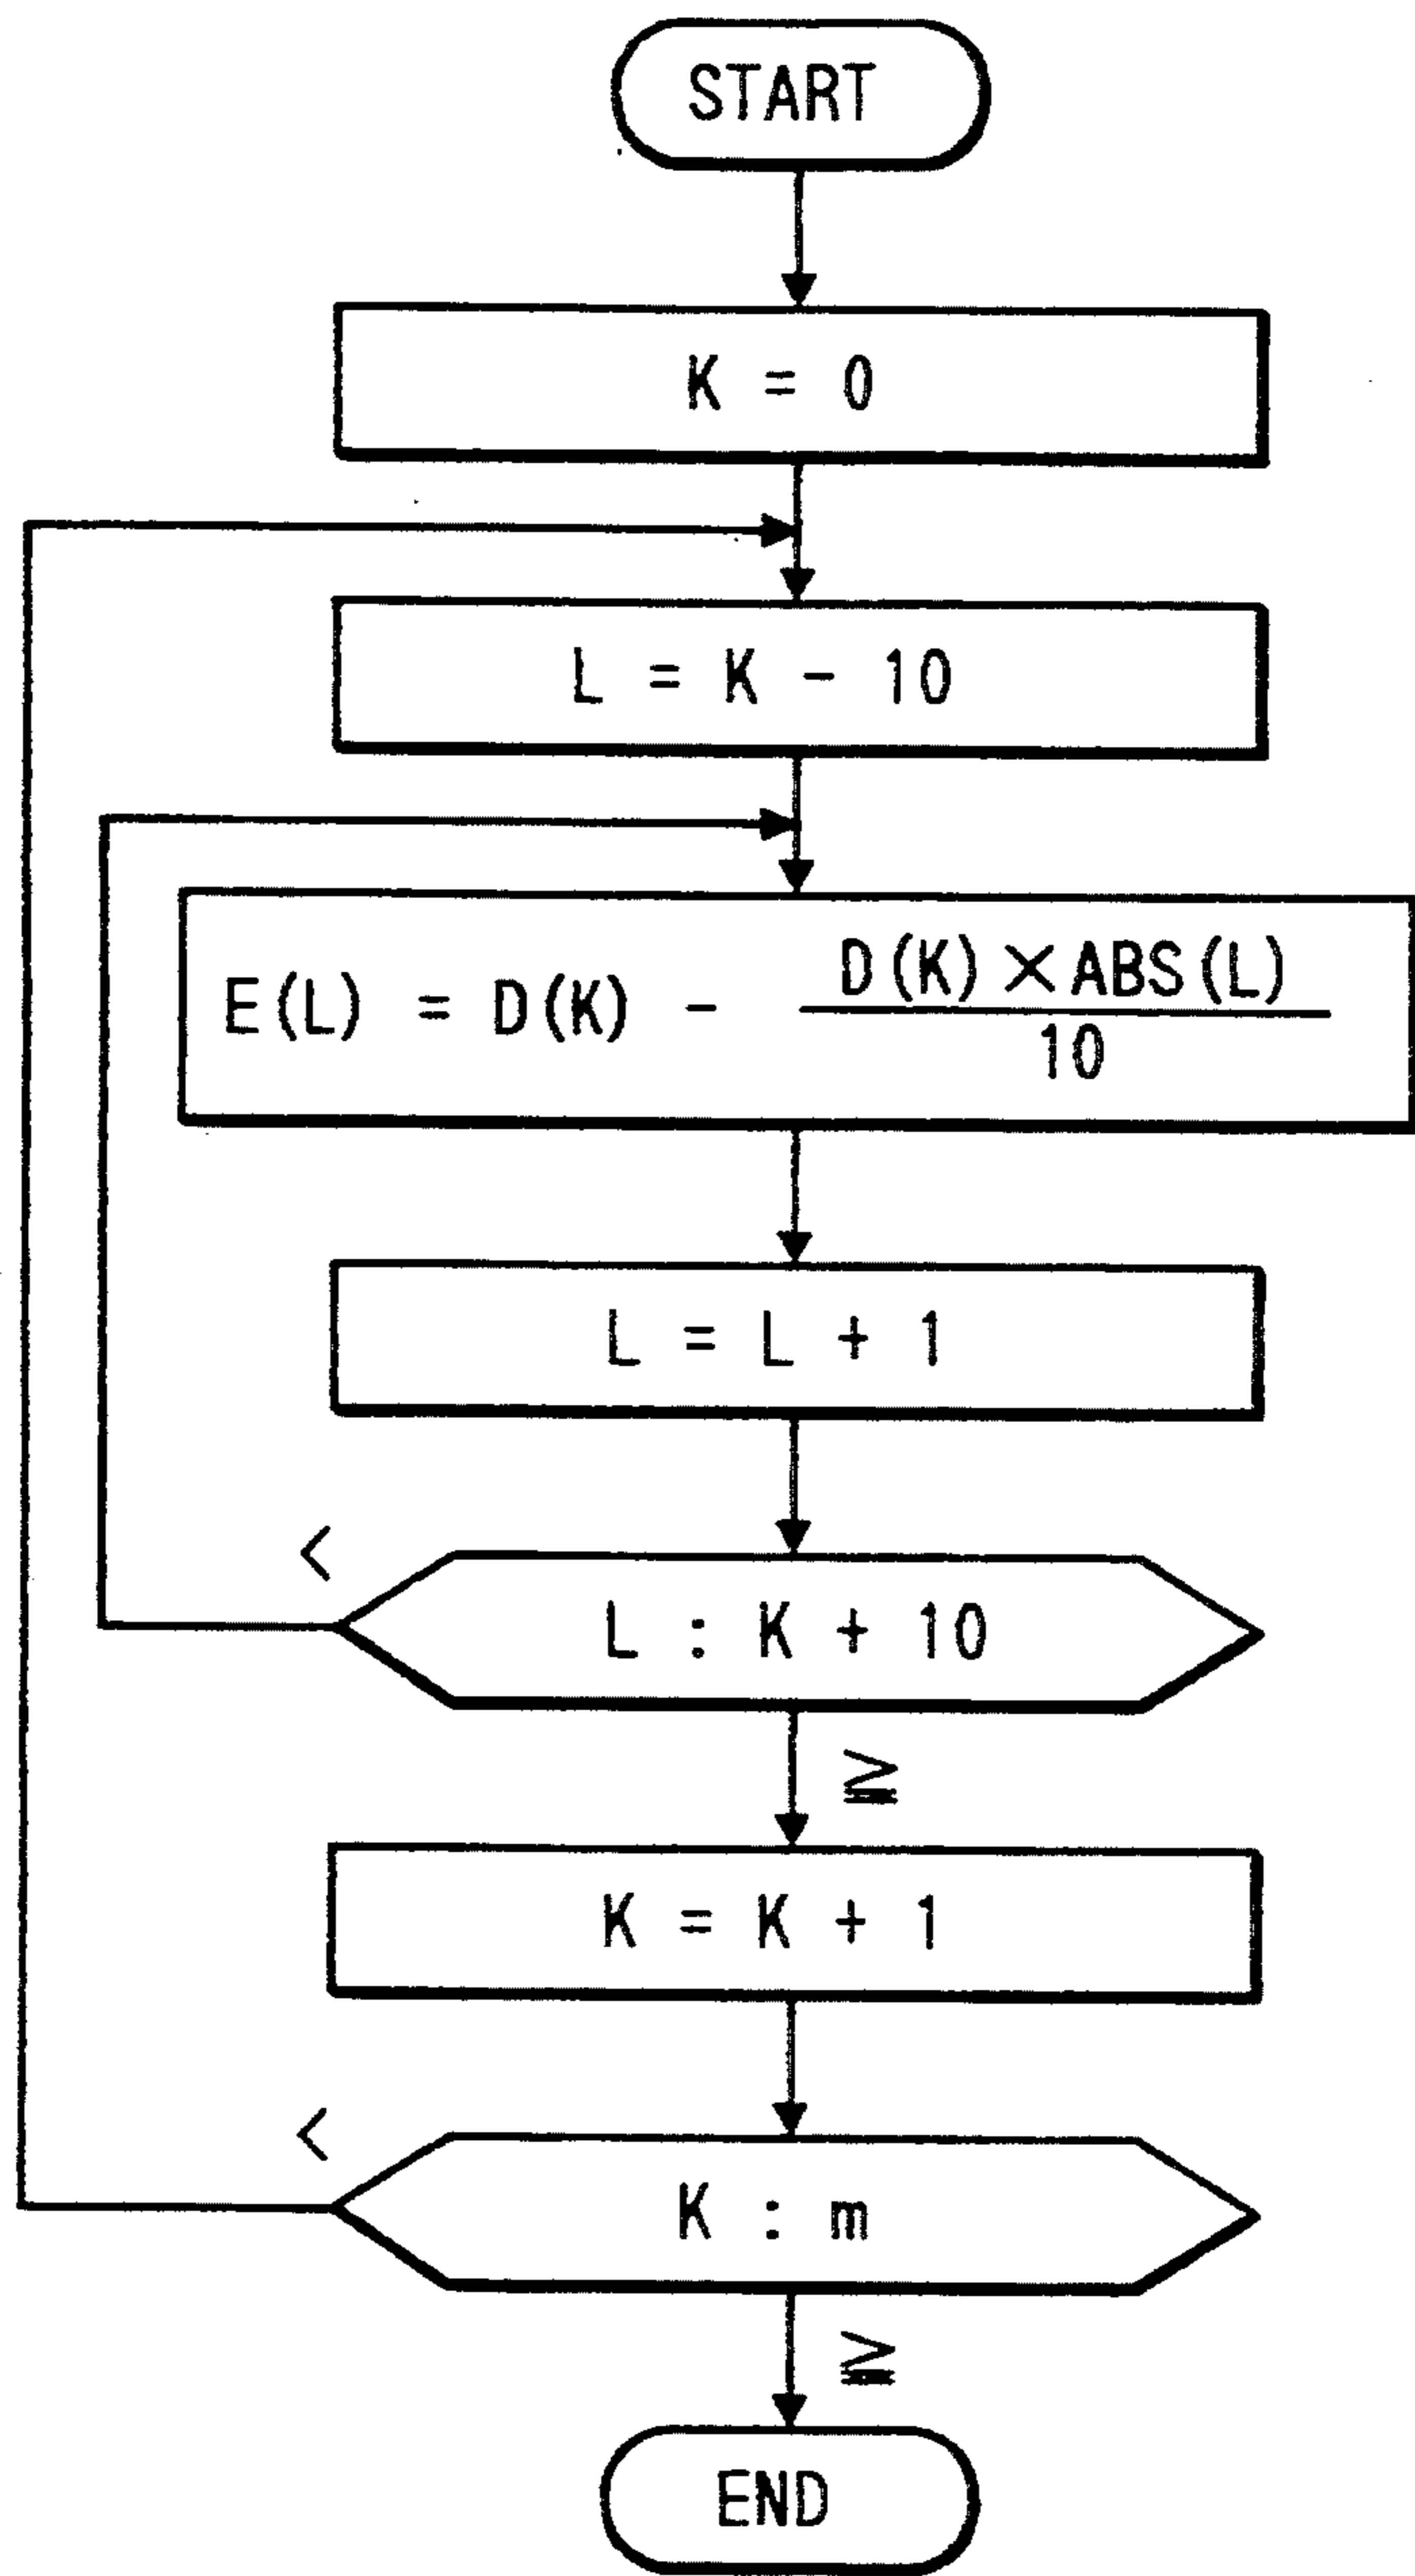 START
K = 0
L = K - 10
E(L) = D(K) - D(K)×ABS(L)
10
L = L + 1
<
L : K + 10
≧
K = K + 1
<
K : m
≧
END